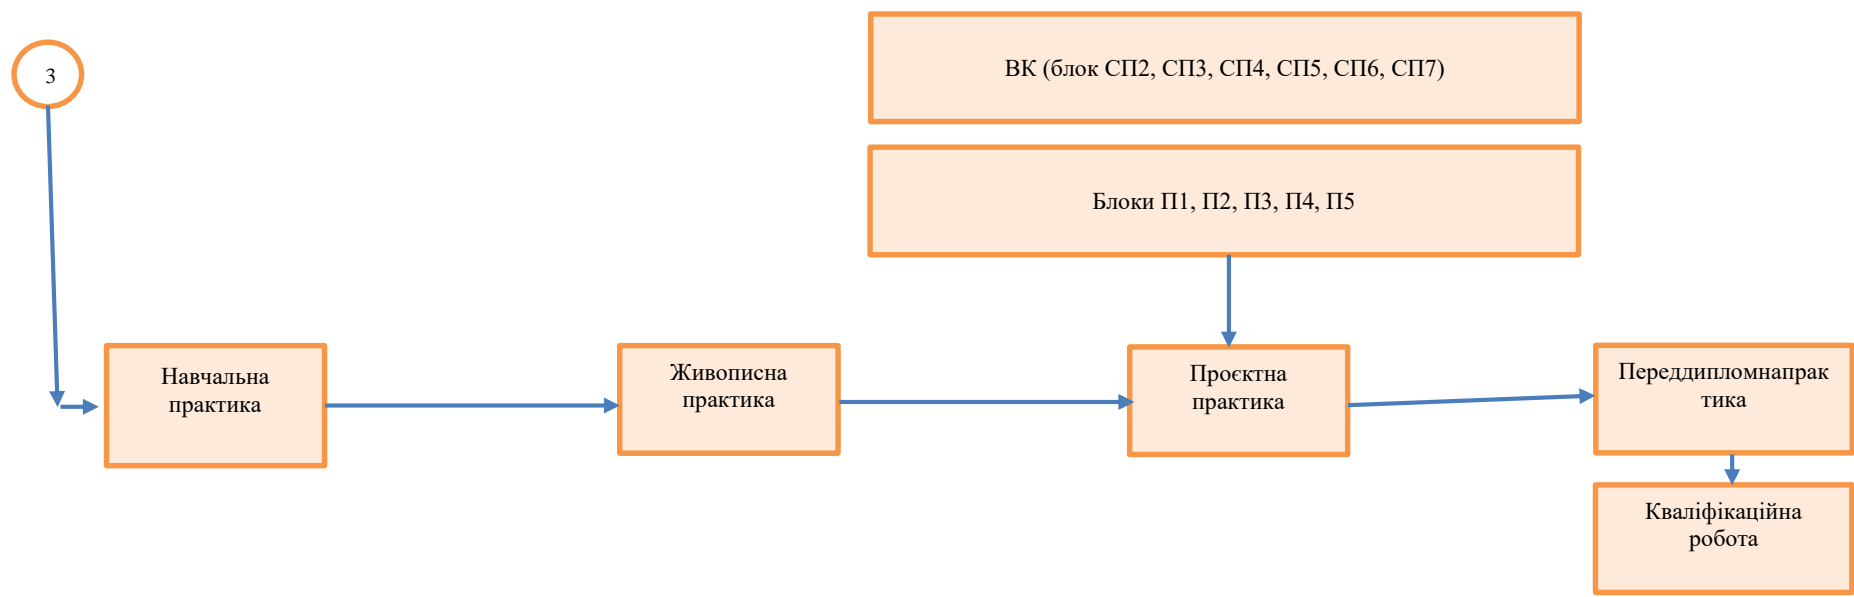 3
ВК (блок СП2, СП3, СП4, СП5, СП6, СП7)
Блоки П1, П2, П3, П4, П5
Навчальна
практика
Живописна
практика
Проєктна
практика
Переддипломнапрак
тика
Кваліфікаційна
робота